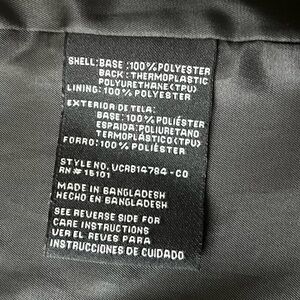 SHELL: BASE: 100% POLYESTER
BACK: THERMOPLASTIC
POLYURETHANE (TPU)
LINING: 100% POLYESTER
EXTERIOR DE TELA:
BASE: 100% POLIÉSTER
ESPAIDA: POLIURETANO
TERMOPLÁSTICO (TPU)
FORRO: 100% POLIÉSTER
STYLE NO. UCRB14784-CO
RN# 15101
MADE IN BANGLADESH
HECHO EN BANGLADESH
SEE REVERSE SIDE FOR
CARE INSTRUCTIONS
VER EL REVES PARA
INSTRUCCIONES DE CUIDADO